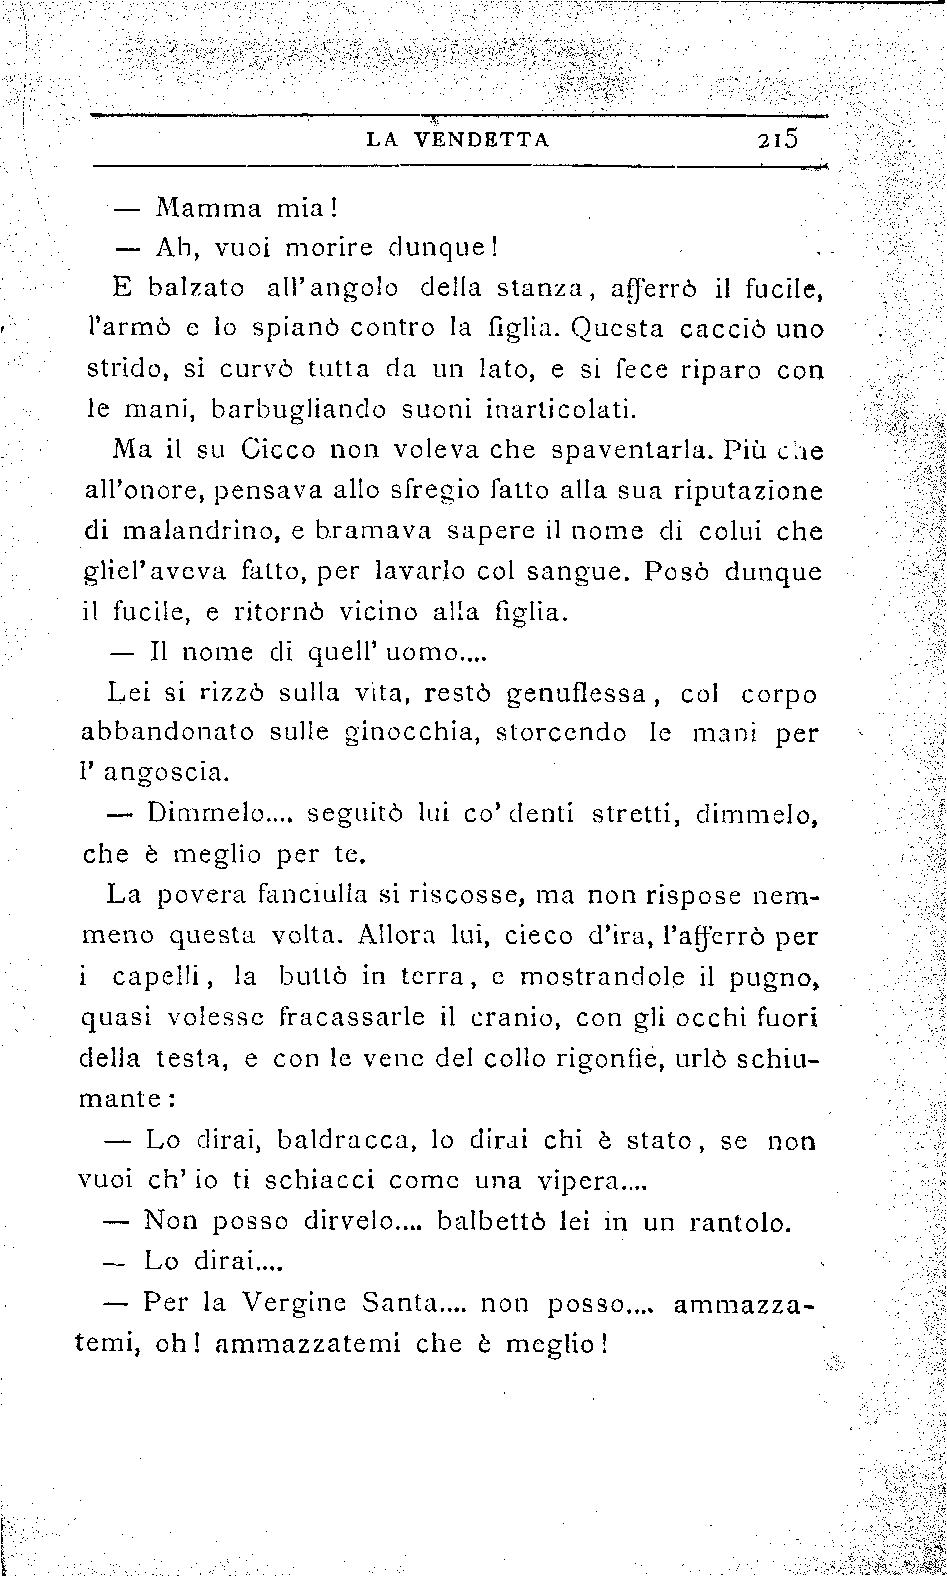 LA VENDETTA 215
— Mamma mia!
— Ah, vuoi morire dunque!
E balzato all'angolo della stanza, afferrò il fucile,
l'armò e lo spianò contro la figlia. Questa cacciò uno
strido, si curvò tutta da un lato, e si fece riparo con
le mani, barbugliando suoni inarticolati.
Ma il su Cicco non voleva che spaventarla. Più che
all'onore, pensava allo sfregio fatto alla sua riputazione
di malandrino, e bramava sapere il nome di colui che
gliel'aveva fatto, per lavarlo col sangue. Posò dunque
il fucile, e ritornò vicino alla figlia.
— Il nome di quell' uomo....
Lei si rizzò sulla vita, restò genuflessa, col corpo
abbandonato sulle ginocchia, storcendo le mani per
l' angoscia.
— Dimmelo.... seguitò lui co' denti stretti, dimmelo,
che è meglio per te.
La povera fanciulla si riscosse, ma non rispose nem-
meno questa volta. Allora lui, cieco d'ira, l'afferrò per
i capelli, la buttò in terra, e mostrandole il pugno,
quasi volesse fracassarle il cranio, con gli occhi fuori
della testa, e con le vene del collo rigonfie, urlò schiu-
mante:
— Lo dirai, baldracca, lo dirai chi è stato, se non
vuoi ch' io ti schiacci come una vipera....
— Non posso dirvelo.... balbettò lei in un rantolo.
— Lo dirai....
— Per la Vergine Santa.... non posso.... ammazza-
temi, oh! ammazzatemi che è meglio!